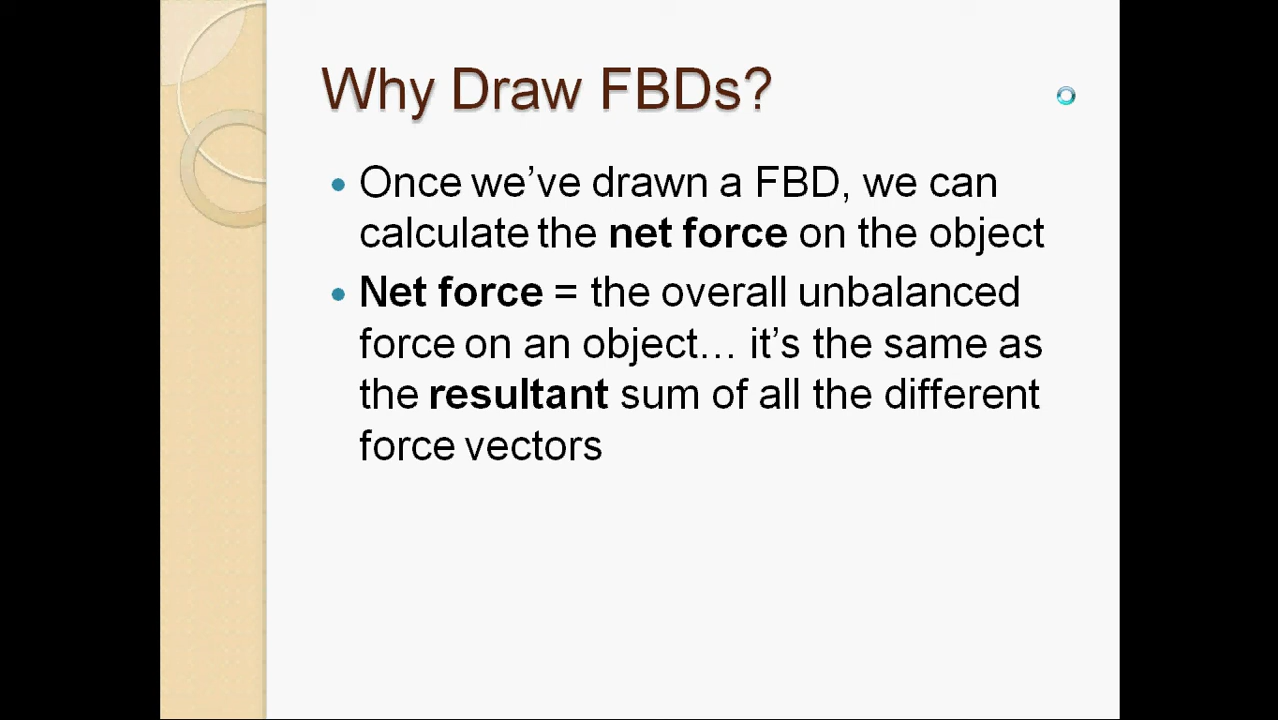 Why Draw FBDs?
• Once we’ve drawn a FBD, we can
calculate the net force on the object
• Net force = the overall unbalanced
force on an object… it’s the same as
the resultant sum of all the different
force vectors